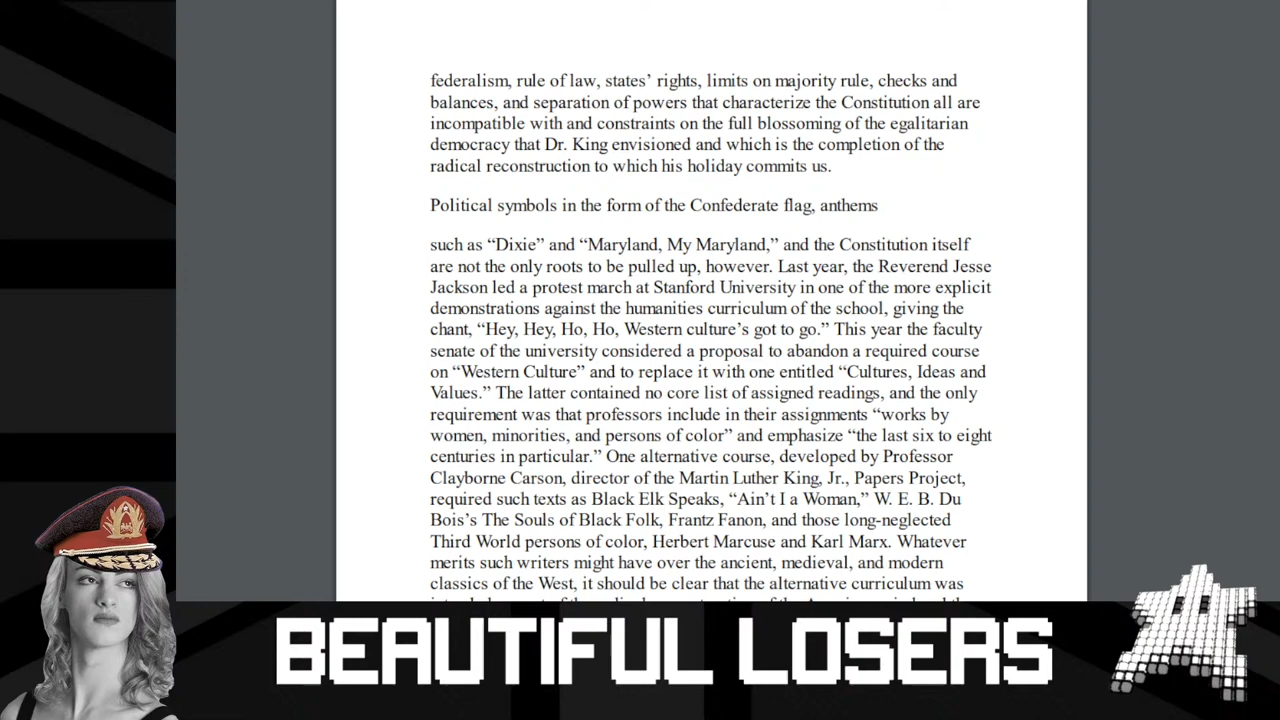 federalism, rule of law, states’ rights, limits on majority rule, checks and
balances, and separation of powers that characterize the Constitution all are
incompatible with and constraints on the full blossoming of the egalitarian
democracy that Dr. King envisioned and which is the completion of the
radical reconstruction to which his holiday commits us.
Political symbols in the form of the Confederate flag, anthems
such as “Dixie” and “Maryland, My Maryland,” and the Constitution itself
are not the only roots to be pulled up, however. Last year, the Reverend Jesse
Jackson led a protest march at Stanford University in one of the more explicit
demonstrations against the humanities curriculum of the school, giving the
chant, “Hey, Hey, Ho, Ho, Western culture’s got to go.” This year the faculty
senate of the university considered a proposal to abandon a required course
on “Western Culture” and to replace it with one entitled “Cultures, Ideas and
Values.” The latter contained no core list of assigned readings, and the only
requirement was that professors include in their assignments “works by
women, minorities, and persons of color” and emphasize “the last six to eight
centuries in particular.” One alternative course, developed by Professor
Clayborne Carson, director of the Martin Luther King, Jr., Papers Project,
required such texts as Black Elk Speaks, “Ain’t I a Woman,” W. E. B. Du
Bois’s The Souls of Black Folk, Frantz Fanon, and those long-neglected
Third World persons of color, Herbert Marcuse and Karl Marx. Whatever
merits such writers might have over the ancient, medieval, and modern
classics of the West, it should be clear that the alternative curriculum was
BEAUTIFUL LOSERS